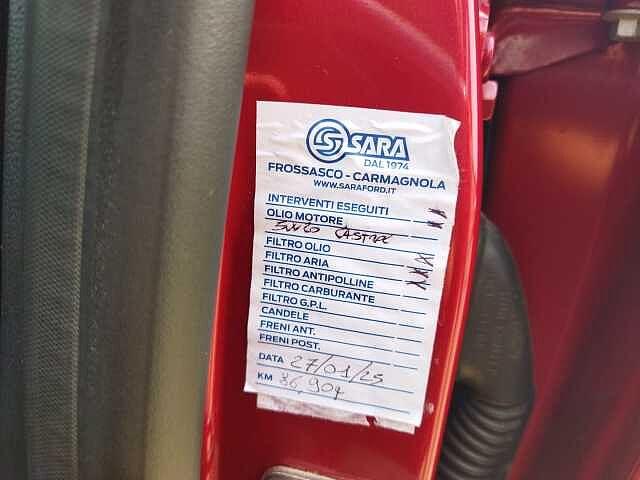 SARA
DAL 1974
FROSSASCO - CARMAGNOLA
WWW.SARAFORD.IT
INTERVENTI ESEGUITI
OLIO MOTORE
CASTROL
FILTRO OLIO
FILTRO ARIA
FILTRO ANTIPOLLINE
FILTRO CARBURANTE
FILTRO G.P.L.
CANDELE
FRENI ANT.
FRENI POST.
DATA 27/01/25
KM 86,904